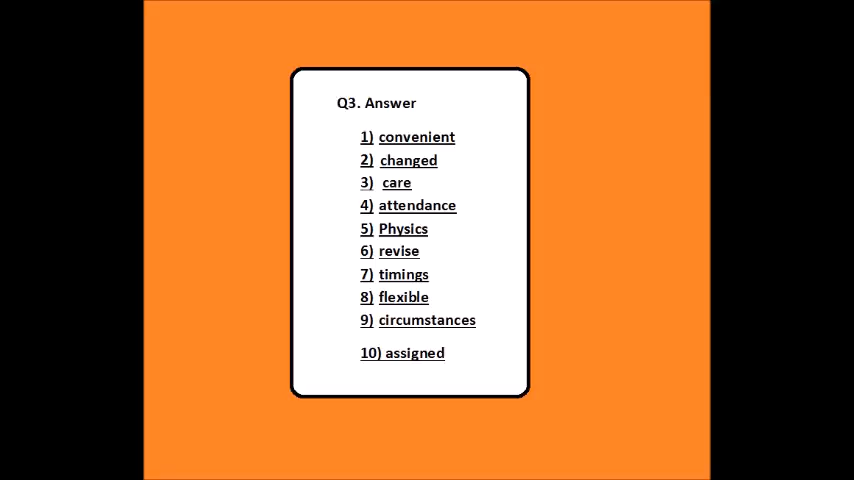 Q3. Answer
1) convenient
2) changed
3) care
4) attendance
5) Physics
6) revise
7) timings
8) flexible
9) circumstances
10) assigned